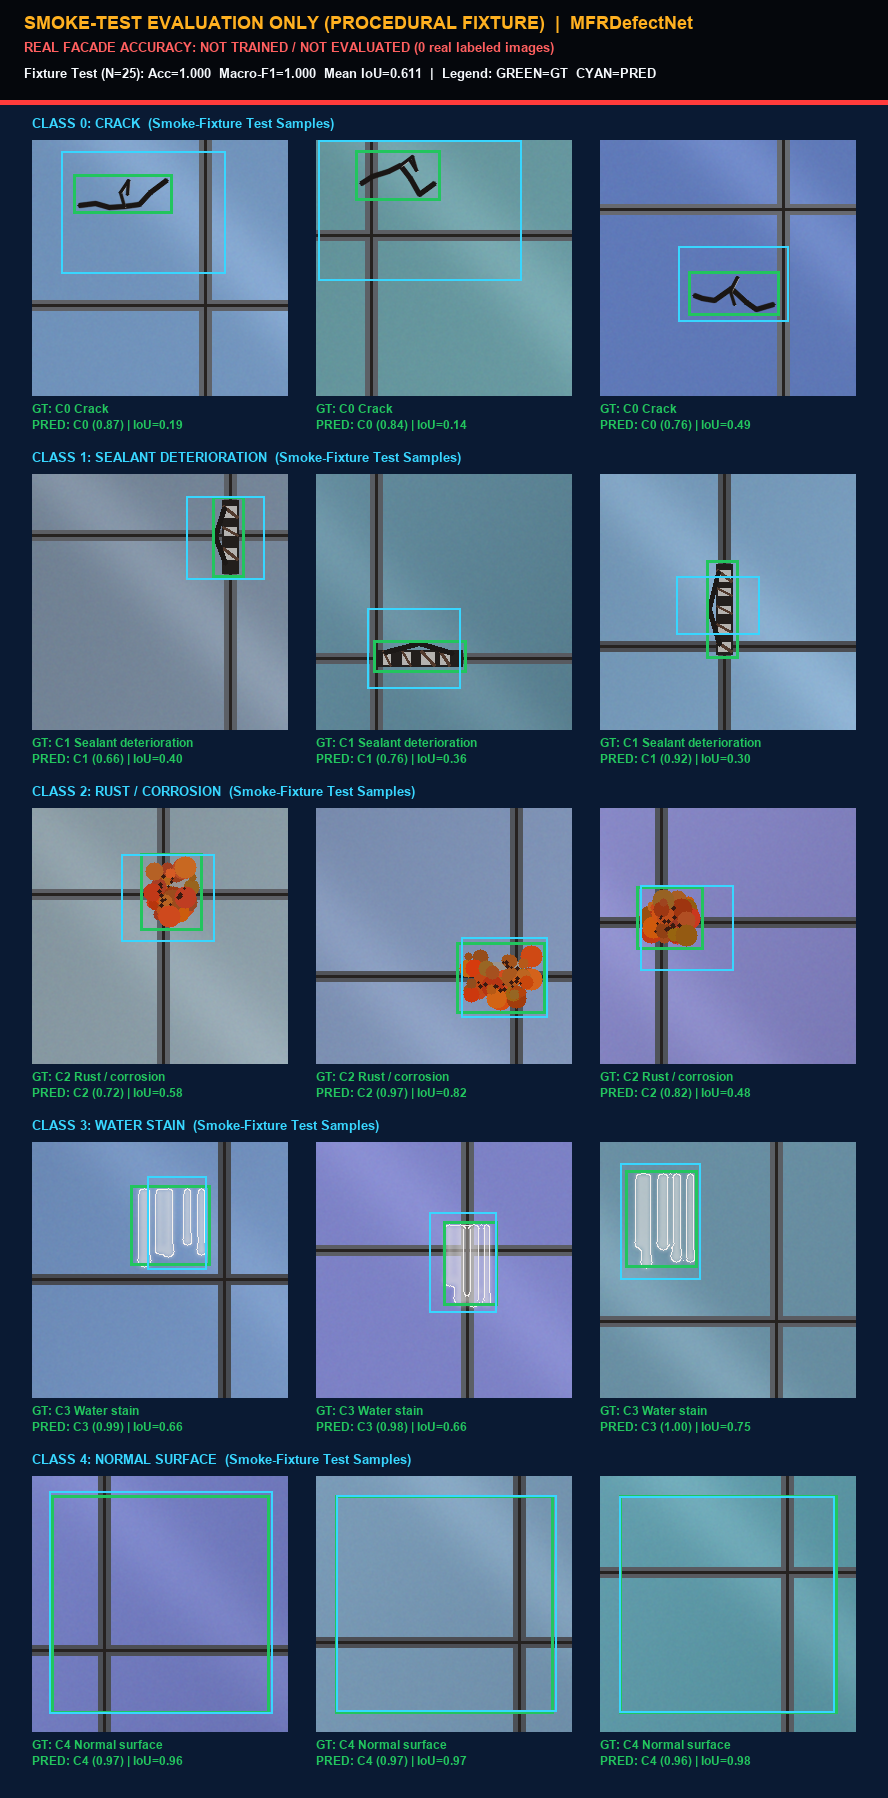 SMOKE-TEST EVALUATION ONLY (PROCEDURAL FIXTURE) | MFRDefectNet
REAL FACADE ACCURACY: NOT TRAINED / NOT EVALUATED (0 real labeled images)
Fixture Test (N=25): Acc=1.000 Macro-F1=1.000 Mean IoU=0.611 | Legend: GREEN=GT CYAN=PRED
CLASS 0: CRACK (Smoke-Fixture Test Samples)
GT: C0 Crack
PRED: C0 (0.87) | IoU=0.19
GT: C0 Crack
PRED: C0 (0.84) | IoU=0.14
GT: C0 Crack
PRED: C0 (0.76) | IoU=0.49
CLASS 1: SEALANT DETERIORATION (Smoke-Fixture Test Samples)
GT: C1 Sealant deterioration
PRED: C1 (0.66) | IoU=0.40
GT: C1 Sealant deterioration
PRED: C1 (0.76) | IoU=0.36
GT: C1 Sealant deterioration
PRED: C1 (0.92) | IoU=0.30
CLASS 2: RUST / CORROSION (Smoke-Fixture Test Samples)
GT: C2 Rust / corrosion
PRED: C2 (0.72) | IoU=0.58
GT: C2 Rust / corrosion
PRED: C2 (0.97) | IoU=0.82
GT: C2 Rust / corrosion
PRED: C2 (0.82) | IoU=0.48
CLASS 3: WATER STAIN (Smoke-Fixture Test Samples)
GT: C3 Water stain
PRED: C3 (0.99) | IoU=0.66
GT: C3 Water stain
PRED: C3 (0.98) | IoU=0.66
GT: C3 Water stain
PRED: C3 (1.00) | IoU=0.75
CLASS 4: NORMAL SURFACE (Smoke-Fixture Test Samples)
GT: C4 Normal surface
PRED: C4 (0.97) | IoU=0.96
GT: C4 Normal surface
PRED: C4 (0.97) | IoU=0.97
GT: C4 Normal surface
PRED: C4 (0.96) | IoU=0.98